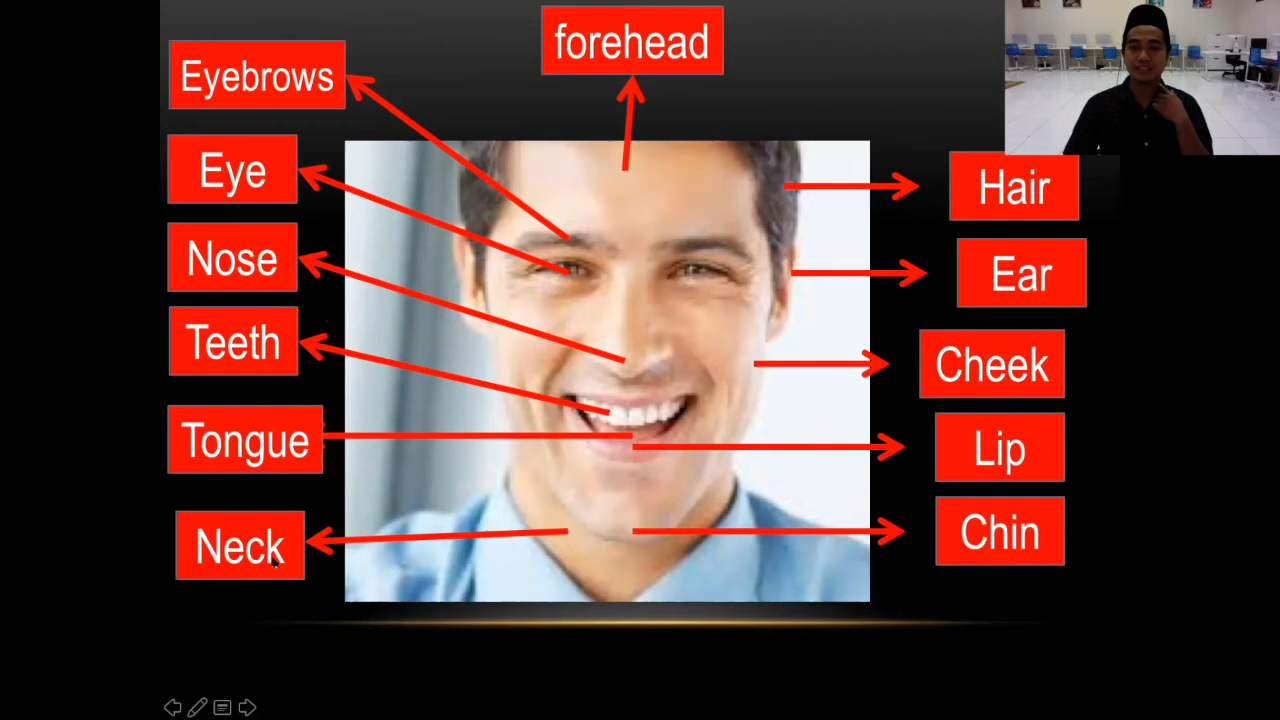 forehead
Eyebrows
Eye
Nose
Teeth
Tongue
Neck
Hair
Ear
Cheek
Lip
Chin